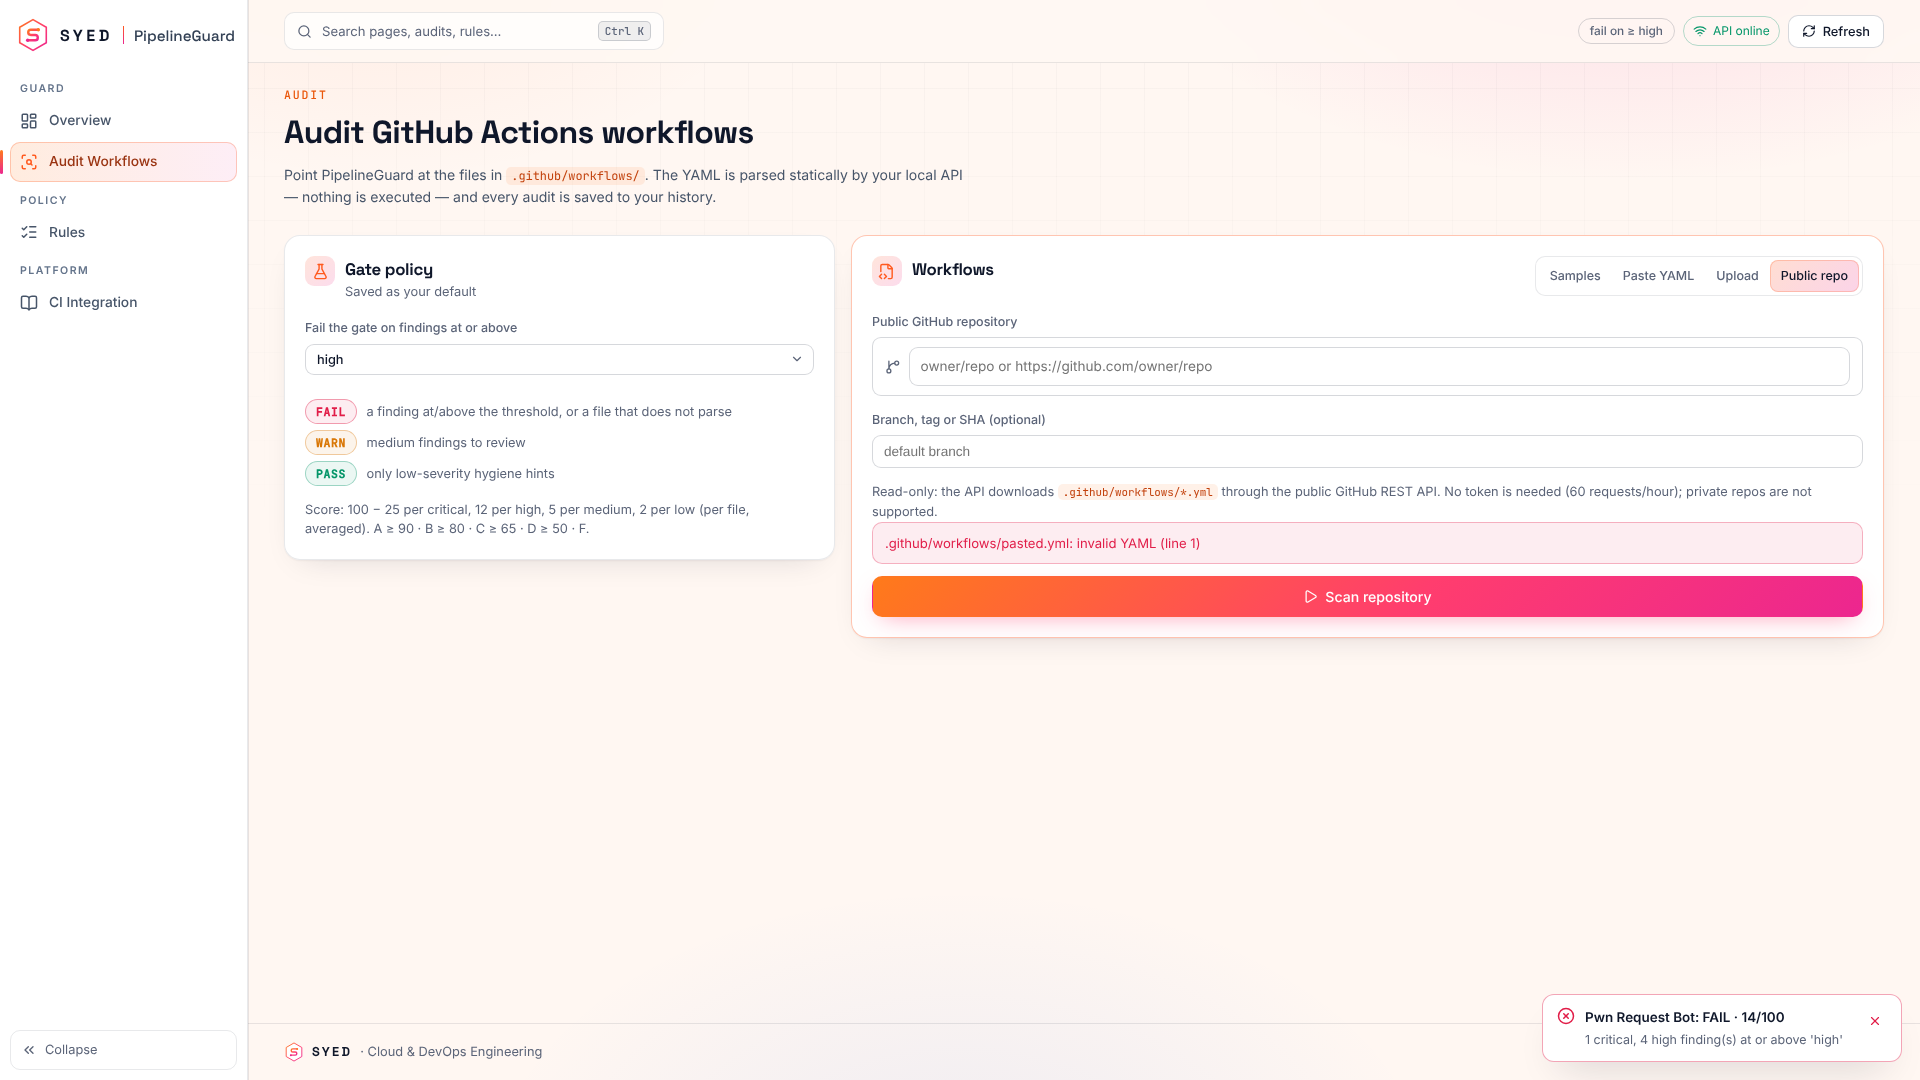 SYED | PipelineGuard
GUARD
Overview
Audit Workflows
POLICY
Rules
PLATFORM
CI Integration
Collapse
Search pages, audits, rules...
Ctrl K
fail on ≥ high
API online
Refresh
AUDIT
Audit GitHub Actions workflows
Point PipelineGuard at the files in .github/workflows/. The YAML is parsed statically by your local API
— nothing is executed — and every audit is saved to your history.
Gate policy
Saved as your default
Fail the gate on findings at or above
high
FAIL a finding at/above the threshold, or a file that does not parse
WARN medium findings to review
PASS only low-severity hygiene hints
Score: 100 − 25 per critical, 12 per high, 5 per medium, 2 per low (per file,
averaged). A ≥ 90 · B ≥ 80 · C ≥ 65 · D ≥ 50 · F.
Workflows
Samples
Paste YAML
Upload
Public repo
Public GitHub repository
owner/repo or https://github.com/owner/repo
Branch, tag or SHA (optional)
default branch
Read-only: the API downloads .github/workflows/*.yml through the public GitHub REST API. No token is needed (60 requests/hour); private repos are not
supported.
.github/workflows/pasted.yml: invalid YAML (line 1)
Scan repository
SYED · Cloud & DevOps Engineering
Pwn Request Bot: FAIL · 14/100
1 critical, 4 high finding(s) at or above 'high'